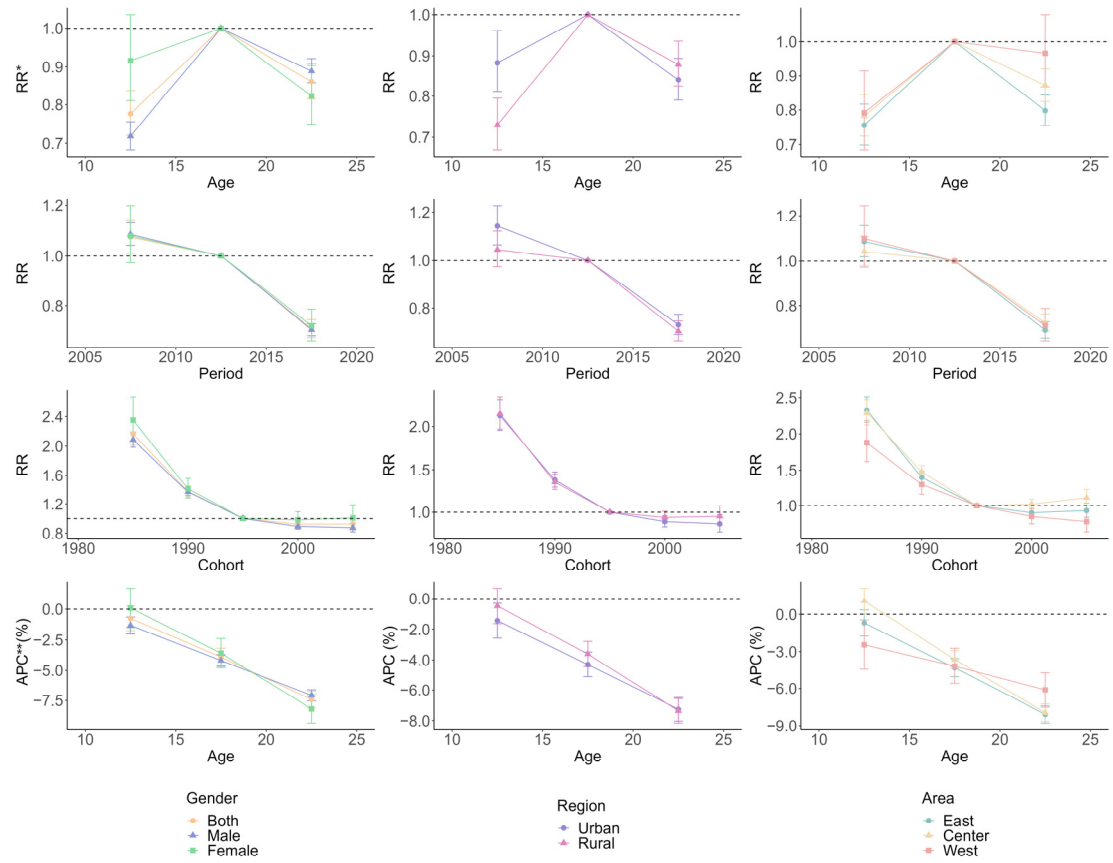 1.0
0.9
0.8
0.7
RR*
10 15 20 25
Age
1.0
0.9
0.8
0.7
RR
10 15 20 25
Age
1.0
0.9
0.8
0.7
RR
10 15 20 25
Age
1.2
1.0
0.8
RR
2005 2010 2015 2020
Period
1.2
1.0
0.8
RR
2005 2010 2015 2020
Period
1.2
1.0
0.8
RR
2005 2010 2015 2020
Period
2.4
2.0
1.6
1.2
0.8
RR
1980 1990 2000
Cohort
2.0
1.5
1.0
RR
1980 1990 2000
Cohort
2.5
2.0
1.5
1.0
RR
1980 1990 2000
Cohort
0.0
−2.5
−5.0
−7.5
APC**(%)
10 15 20 25
Age
0.0
−2.0
−4.0
−6.0
−8.0
APC (%)
10 15 20 25
Age
0.0
−3.0
−6.0
−9.0
APC (%)
10 15 20 25
Age
Gender
Both
Male
Female
Region
Urban
Rural
Area
East
Center
West